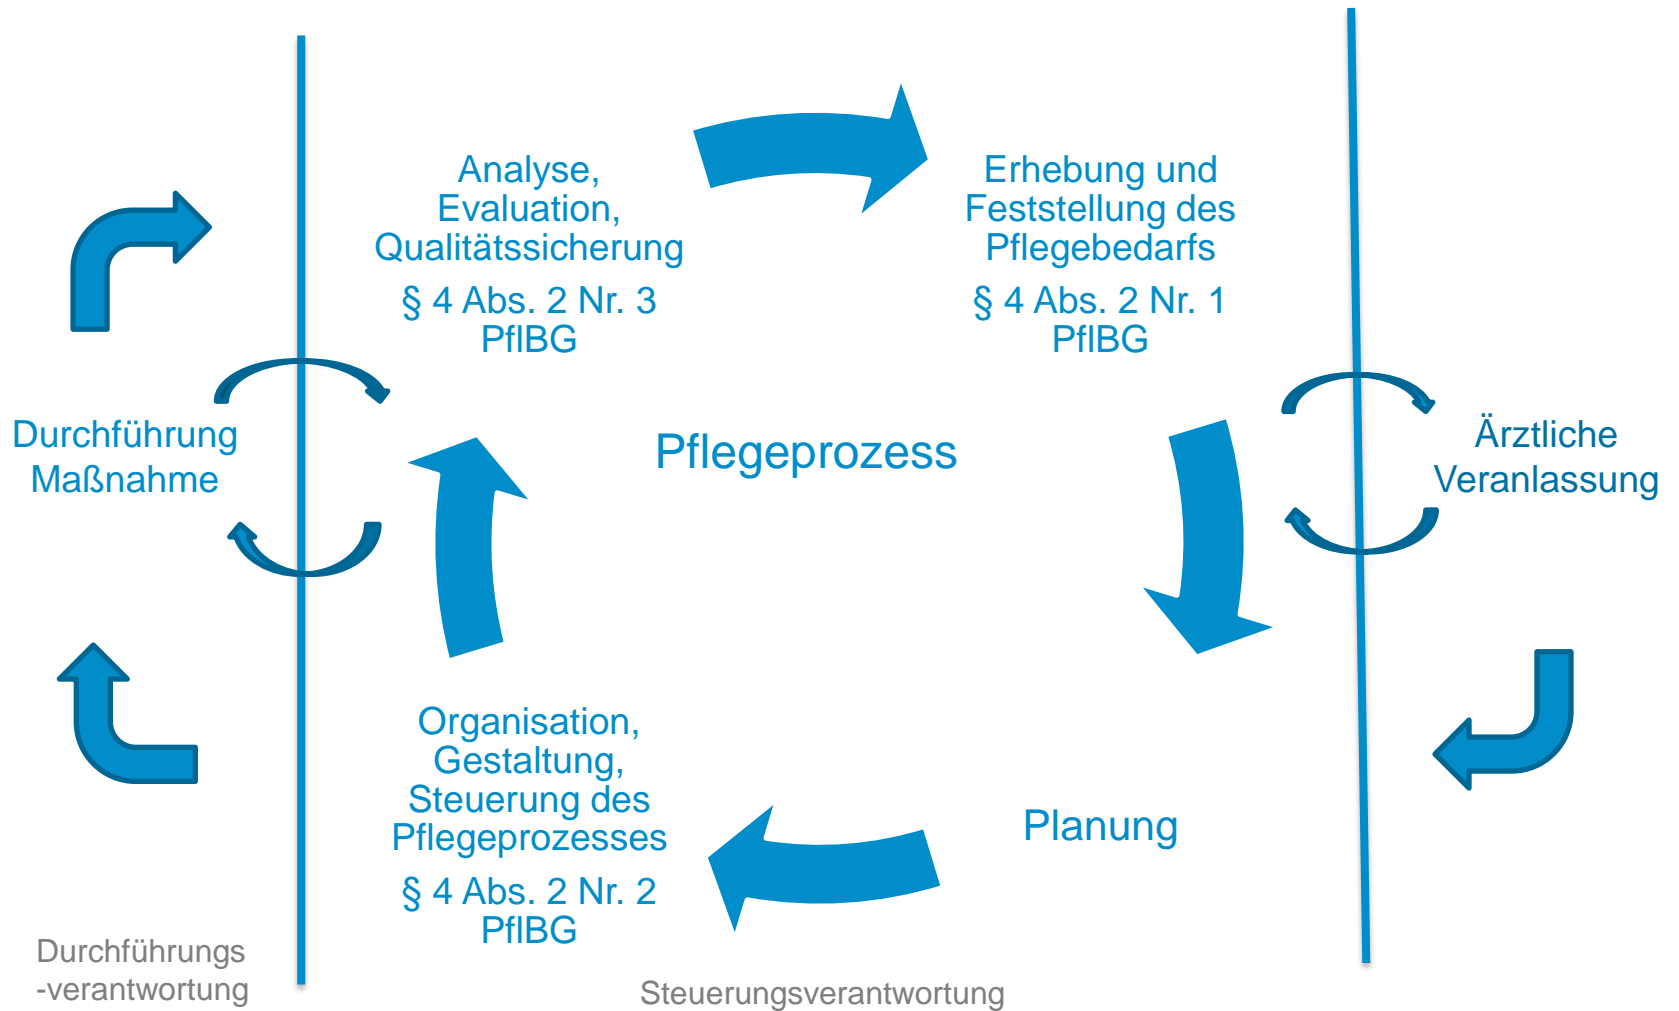 Analyse,
Evaluation,
Qualitätssicherung
§ 4 Abs. 2 Nr. 3
PflBG
Erhebung und
Feststellung des
Pflegebedarfs
§ 4 Abs. 2 Nr. 1
PflBG
Durchführung
Maßnahme
Pflegeprozess
Ärztliche
Veranlassung
Organisation,
Gestaltung,
Steuerung des
Pflegeprozesses
§ 4 Abs. 2 Nr. 2
PflBG
Planung
Durchführungs
-verantwortung
Steuerungsverantwortung